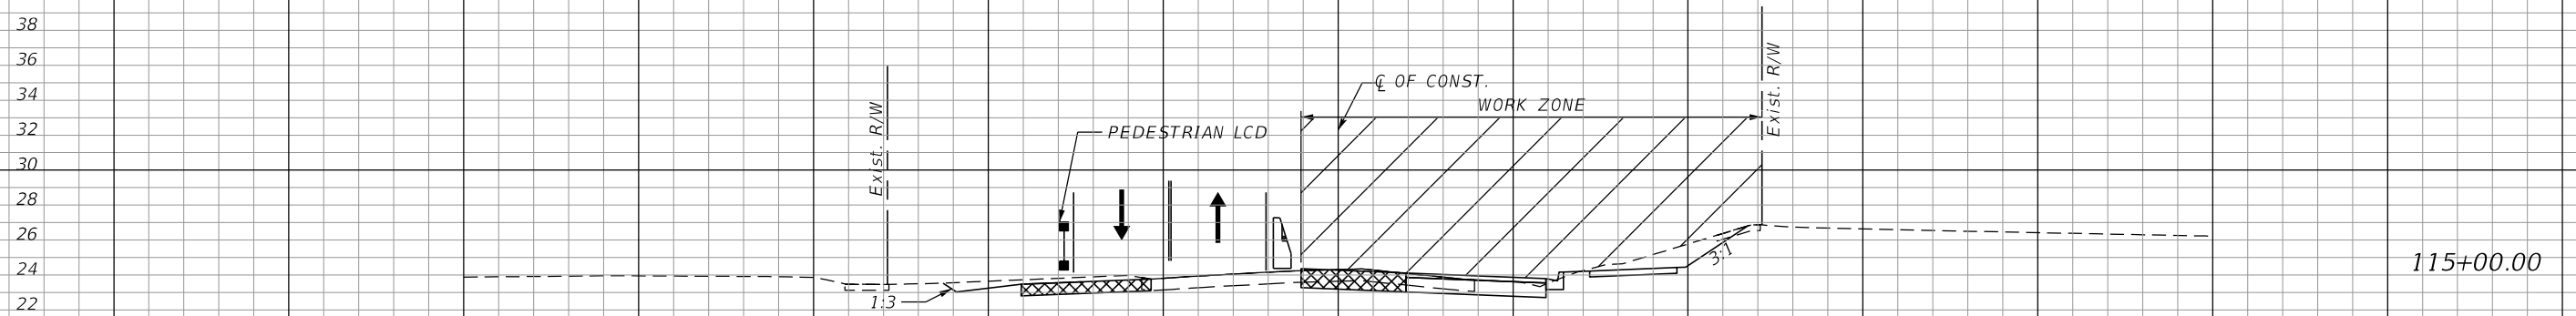 38
36
34
32
30
28
26
24
22
Exist. R/W
PEDESTRIAN LCD
℄ OF CONST.
WORK ZONE
Exist. R/W
1:3
3:1
115+00.00